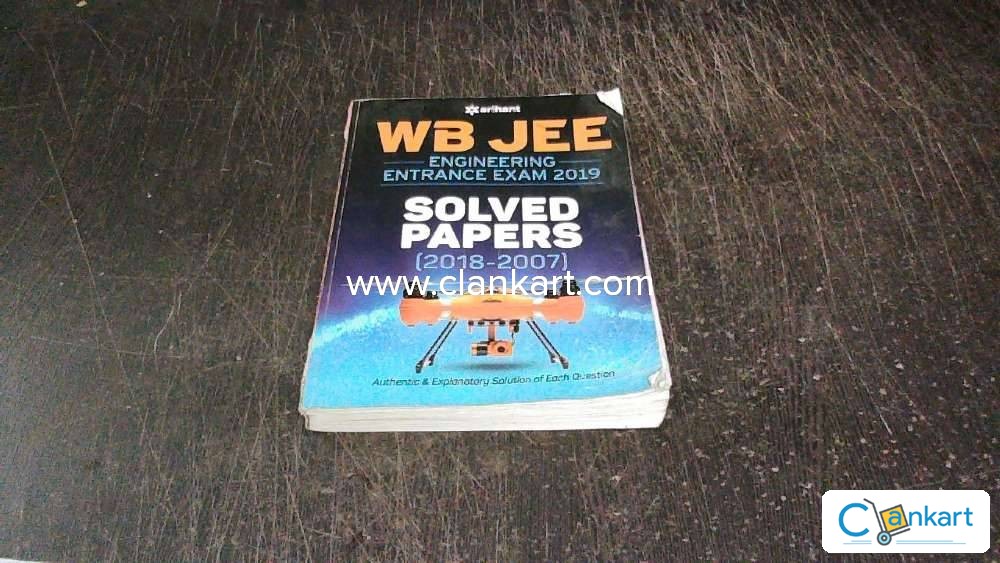 arihant
WB JEE
ENGINEERING
ENTRANCE EXAM 2019
SOLVED
PAPERS
(2018-2007)
www.clankart.com
Authentic & Explanatory Solution of Each Question
Clankart